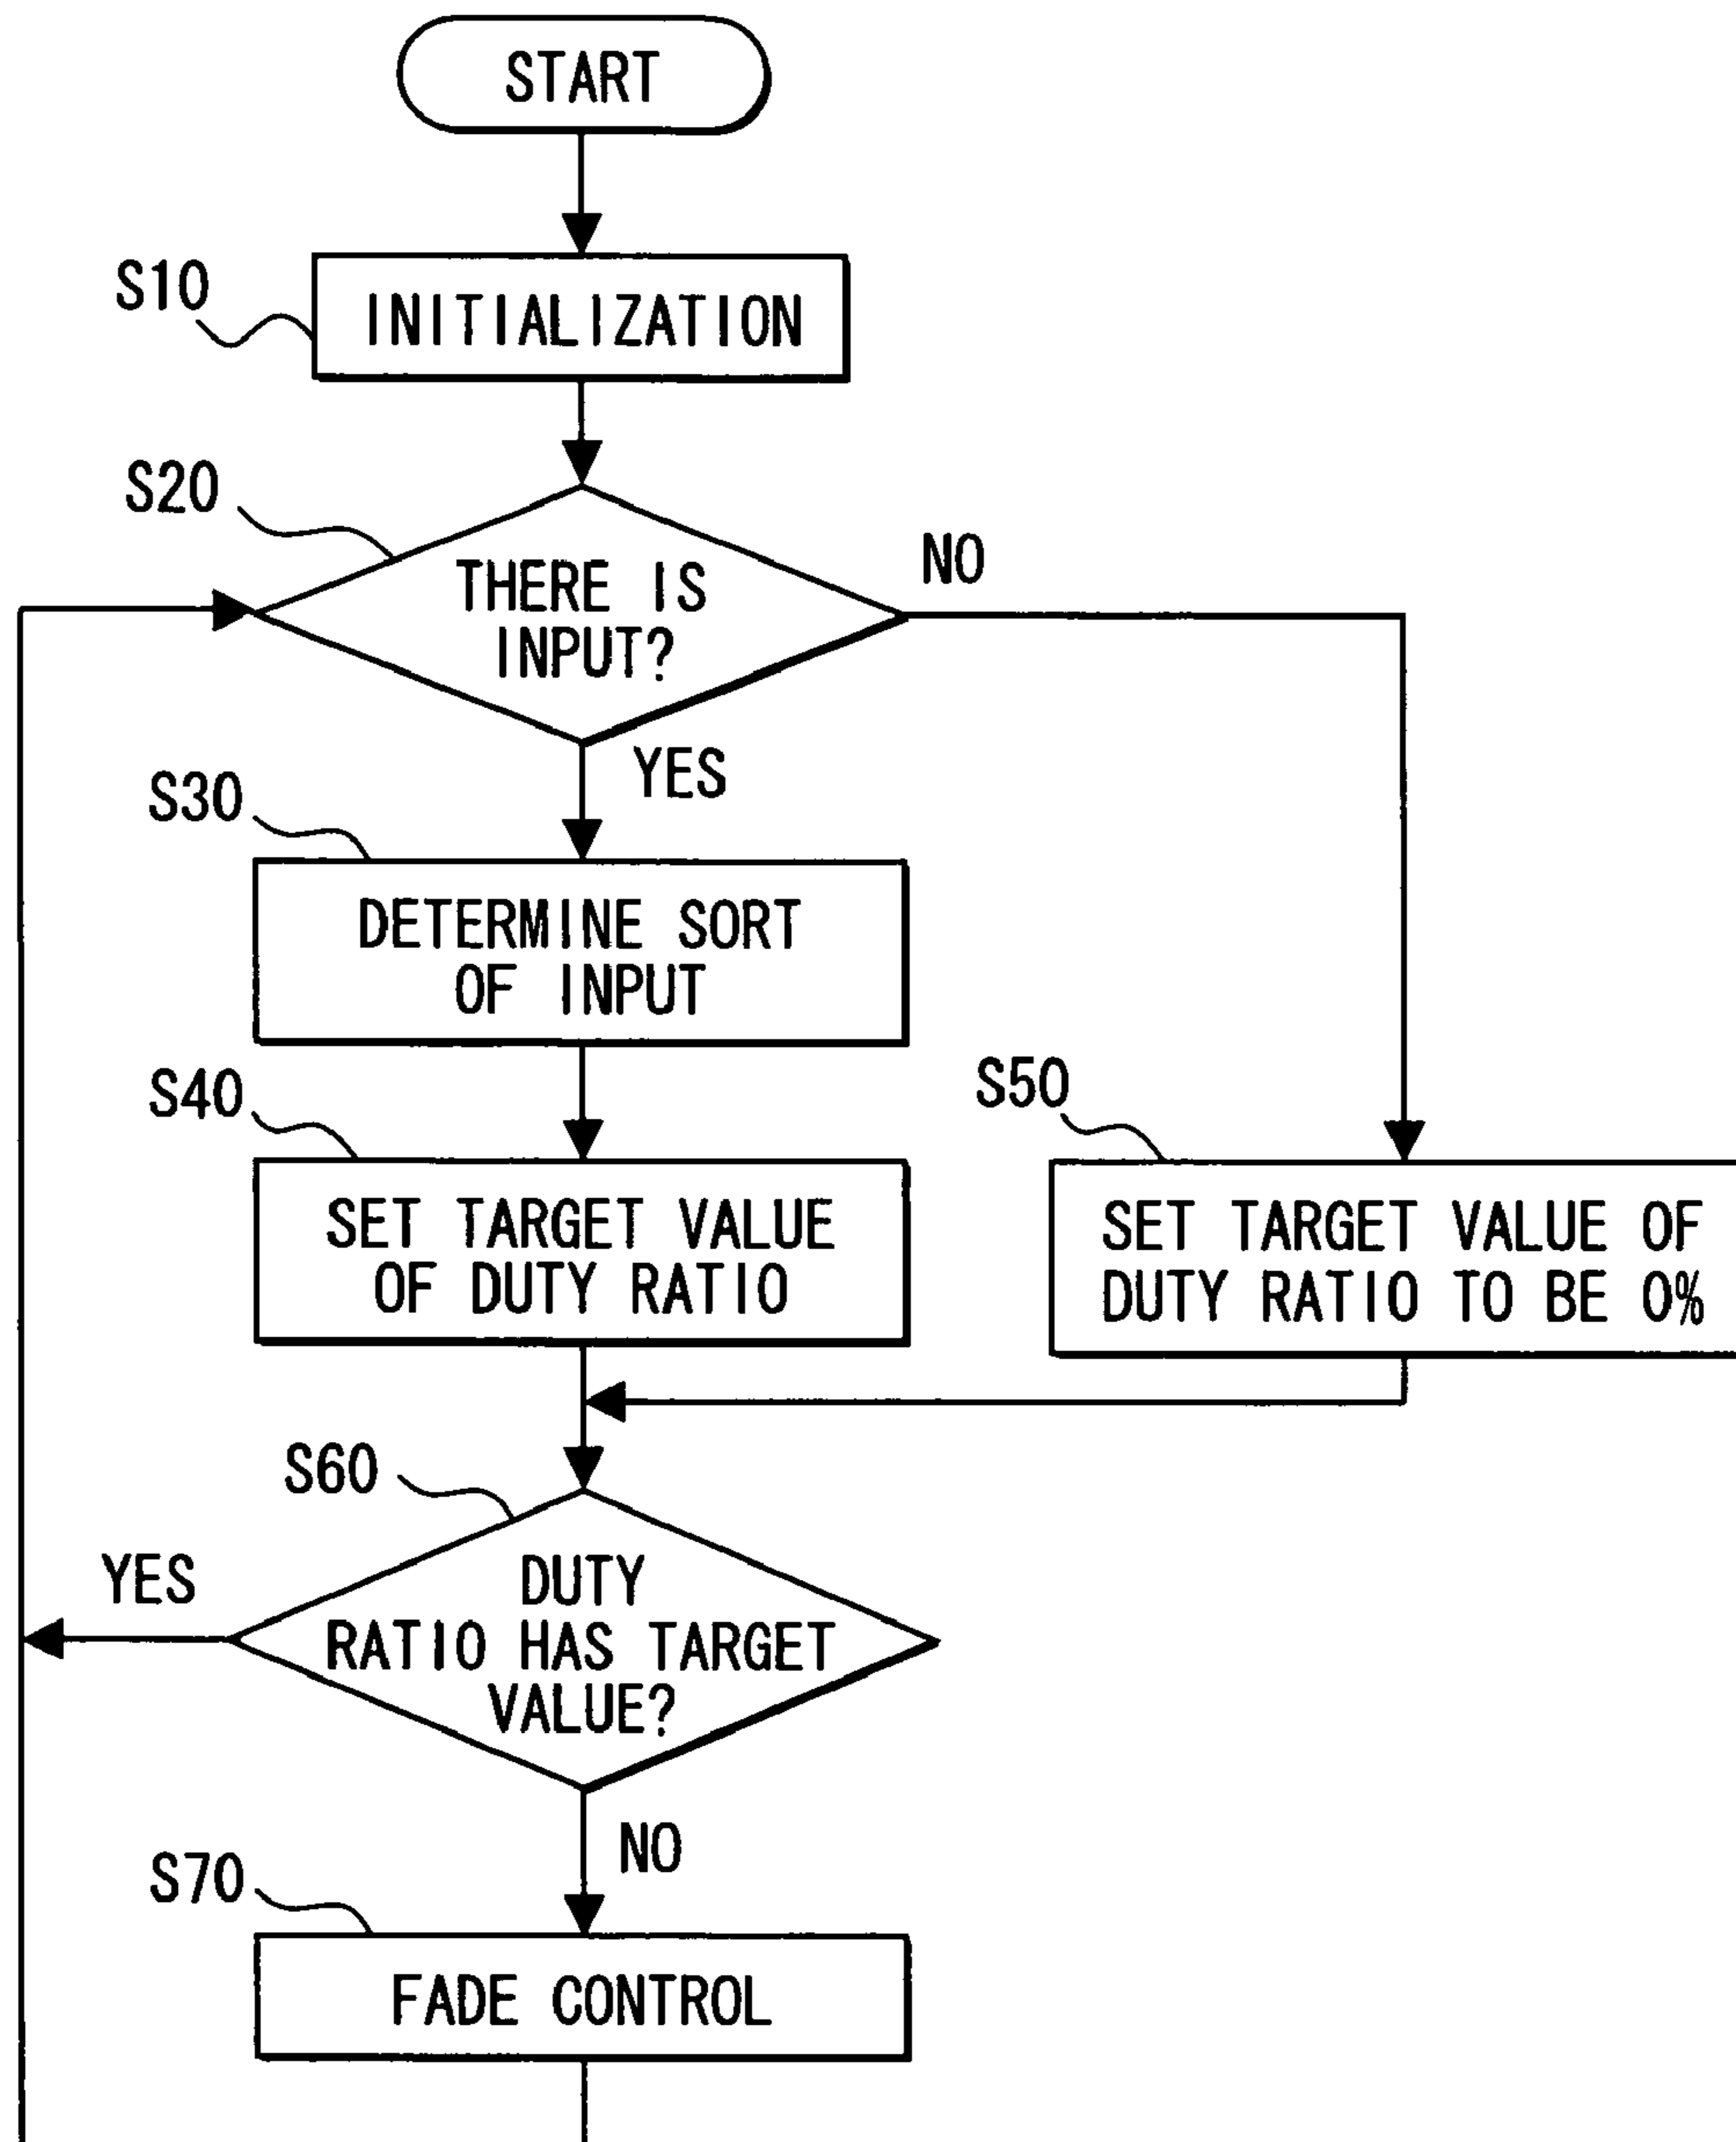 START
S10
INITIALIZATION
S20
THERE IS
INPUT?
NO
YES
S30
DETERMINE SORT
OF INPUT
S40
SET TARGET VALUE
OF DUTY RATIO
S50
SET TARGET VALUE OF
DUTY RATIO TO BE 0%
S60
DUTY
RATIO HAS TARGET
VALUE?
YES
NO
S70
FADE CONTROL